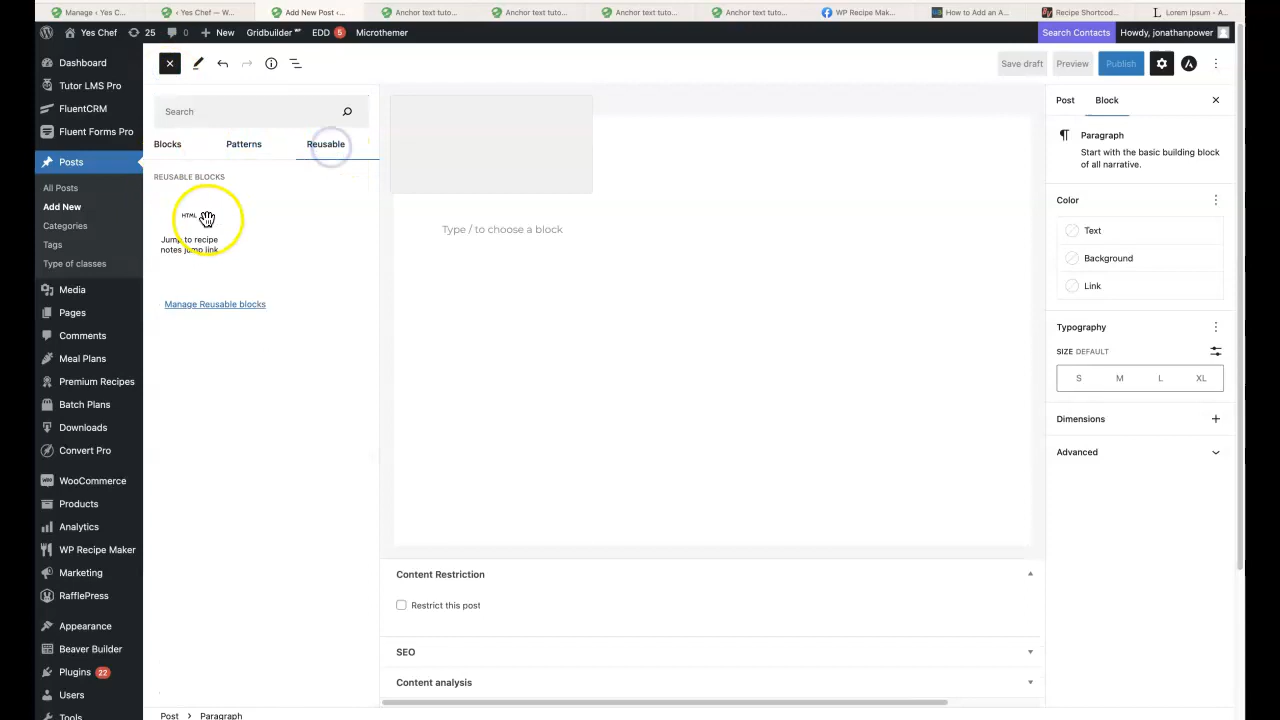 Manage ‹ Yes C...
‹ Yes Chef — W...
Add New Post ‹...
Anchor text tuto...
Anchor text tuto...
Anchor text tuto...
Anchor text tuto...
WP Recipe Mak...
How to Add an A...
Recipe Shortcod...
Lorem Ipsum - A...
Yes Chef
25
0
New
Gridbuilder ᵂᴾ
EDD 5
Microthemer
Search Contacts
Howdy, jonathanpower
Dashboard
Tutor LMS Pro
FluentCRM
Fluent Forms Pro
Posts
All Posts
Add New
Categories
Tags
Type of classes
Media
Pages
Comments
Meal Plans
Premium Recipes
Batch Plans
Downloads
Convert Pro
WooCommerce
Products
Analytics
WP Recipe Maker
Marketing
RafflePress
Appearance
Beaver Builder
Plugins 22
Users
Tools
Save draft
Preview
Publish
Search
Blocks
Patterns
Reusable
REUSABLE BLOCKS
HTML
Jump to recipe
notes jump link
Manage Reusable blocks
Type / to choose a block
Content Restriction
Restrict this post
SEO
Content analysis
Post
Block
Paragraph
Start with the basic building block
of all narrative.
Color
Text
Background
Link
Typography
SIZE DEFAULT
S
M
L
XL
Dimensions
Advanced
Post › Paragraph